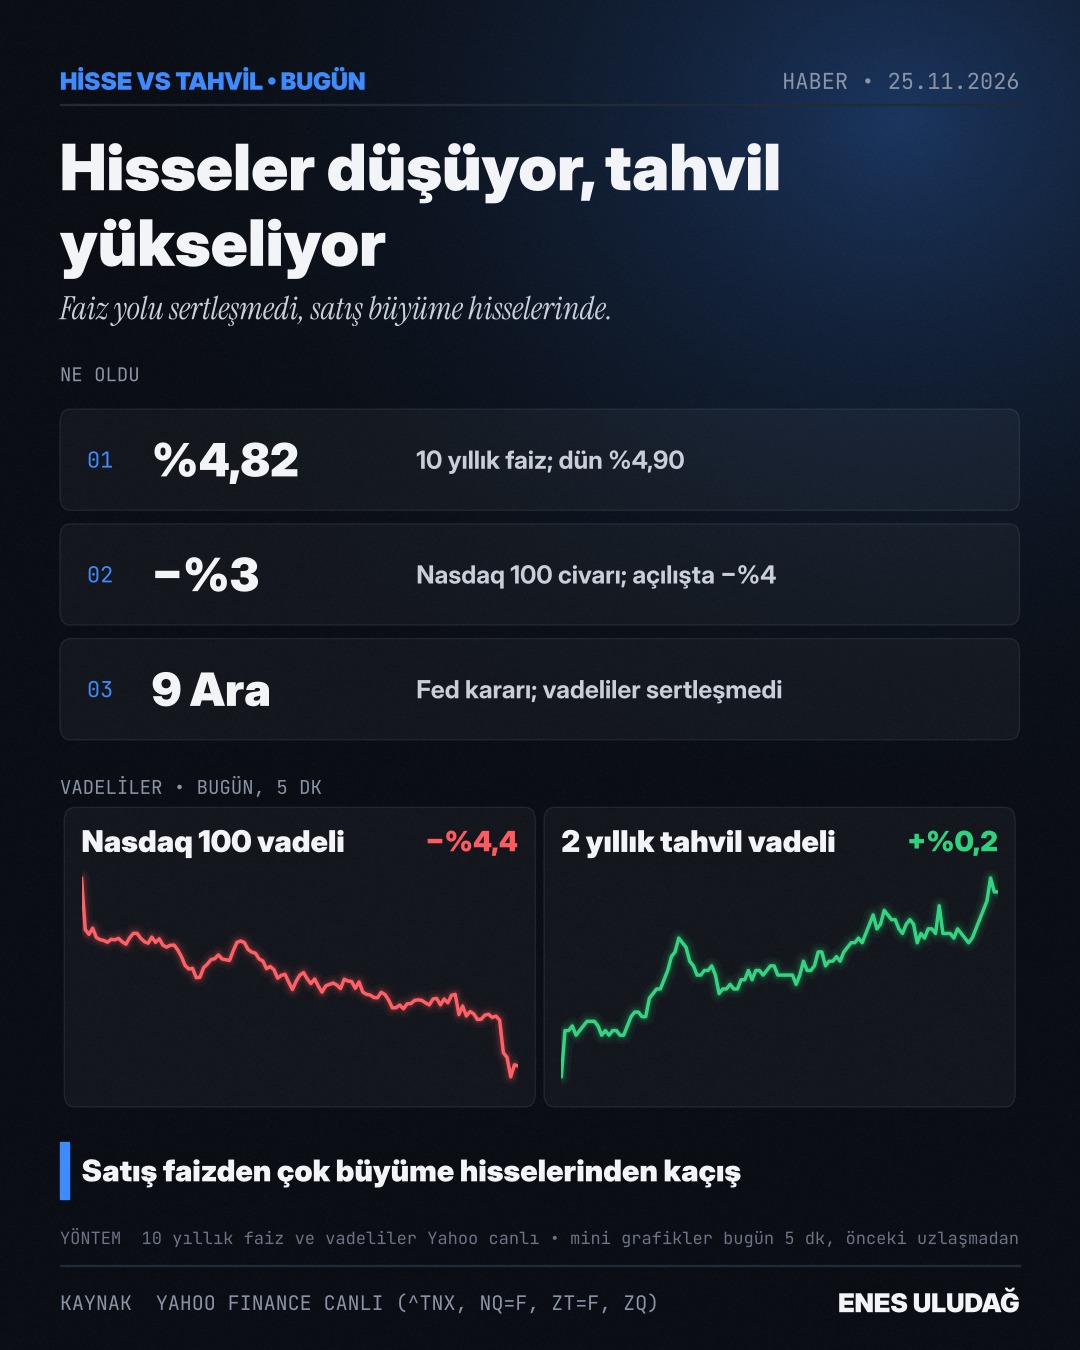 HİSSE VS TAHVİL • BUGÜN
HABER • 25.11.2026
Hisseler düşüyor, tahvil
yükseliyor
Faiz yolu sertleşmedi, satış büyüme hisselerinde.
NE OLDU
01 %4,82 10 yıllık faiz; dün %4,90
02 −%3 Nasdaq 100 civarı; açılışta −%4
03 9 Ara Fed kararı; vadeliler sertleşmedi
VADELİLER • BUGÜN, 5 DK
Nasdaq 100 vadeli −%4,4
2 yıllık tahvil vadeli +%0,2
Satış faizden çok büyüme hisselerinden kaçış
YÖNTEM 10 yıllık faiz ve vadeliler Yahoo canlı • mini grafikler bugün 5 dk, önceki uzlaşmadan
KAYNAK YAHOO FINANCE CANLI (^TNX, NQ=F, ZT=F, ZQ)
ENES ULUDAĞ